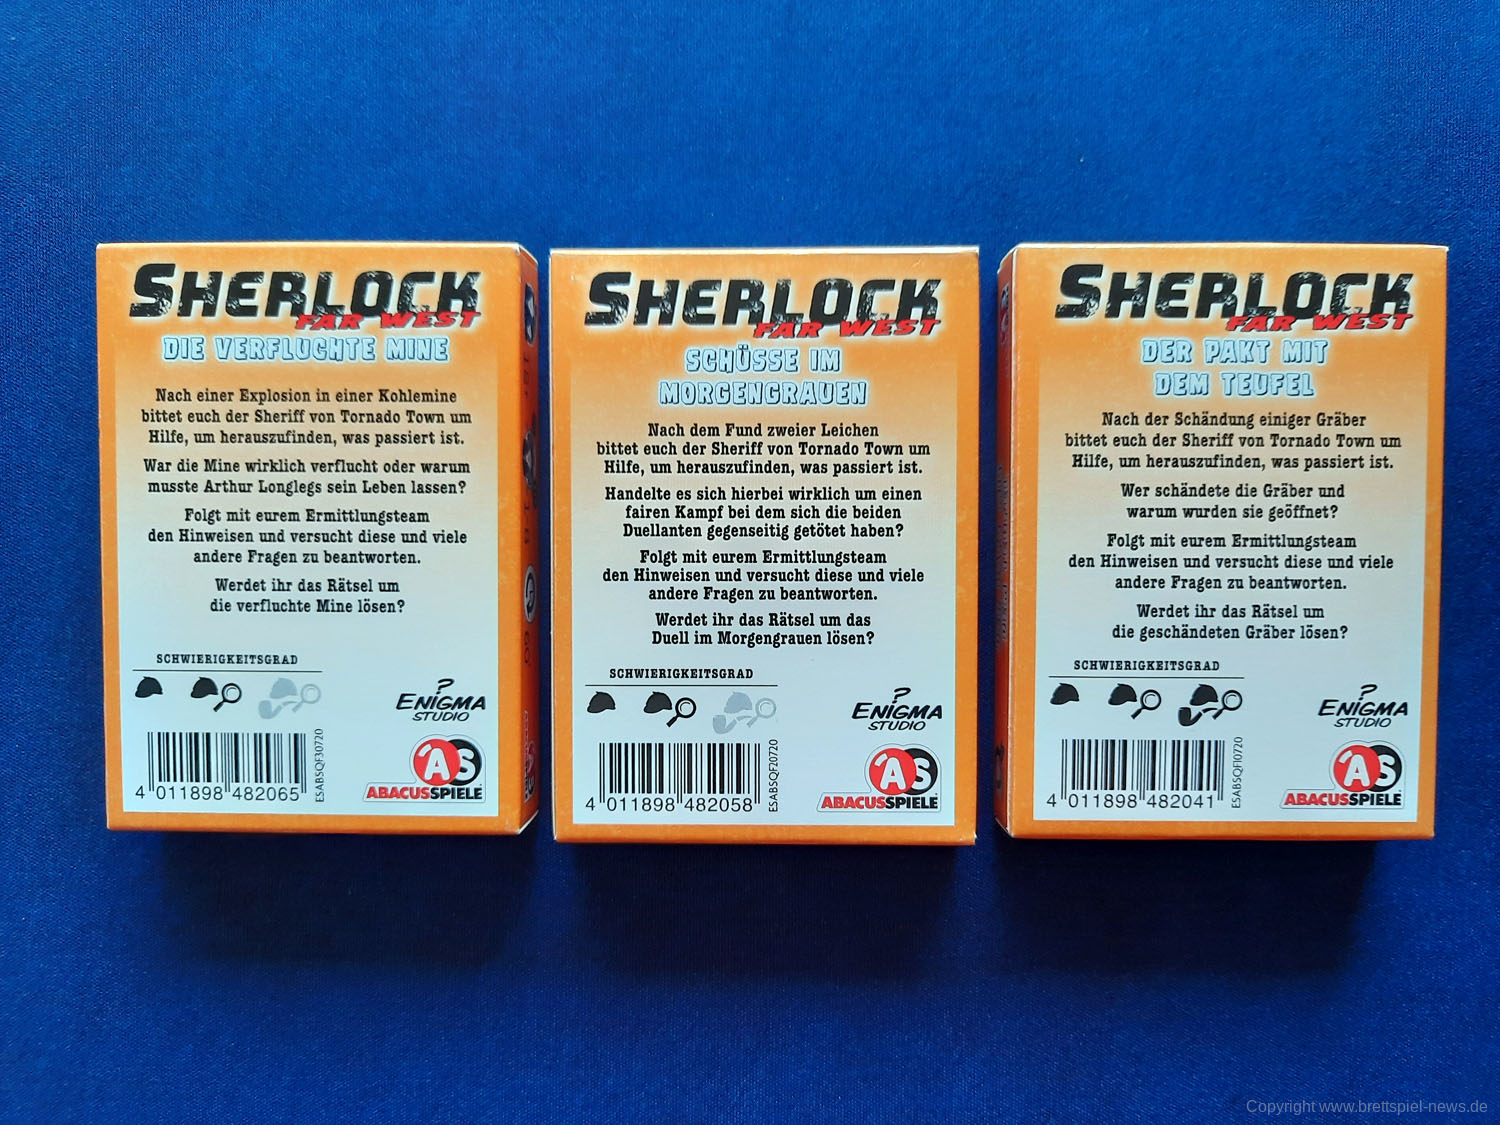 SHERLOCK
FAR WEST
DIE VERFLUCHTE MINE
Nach einer Explosion in einer Kohlemine
bittet euch der Sheriff von Tornado Town um
Hilfe, um herauszufinden, was passiert ist.
War die Mine wirklich verflucht oder warum
musste Arthur Longlegs sein Leben lassen?
Folgt mit eurem Ermittlungsteam
den Hinweisen und versucht diese und viele
andere Fragen zu beantworten.
Werdet ihr das Rätsel um
die verfluchte Mine lösen?
SCHWIERIGKEITSGRAD
ENIGMA
STUDIO
ESABSQF30720
4 011898 482065
AS
ABACUSSPIELE
SHERLOCK
FAR WEST
SCHÜSSE IM
MORGENGRAUEN
Nach dem Fund zweier Leichen
bittet euch der Sheriff von Tornado Town um
Hilfe, um herauszufinden, was passiert ist.
Handelte es sich hierbei wirklich um einen
fairen Kampf bei dem sich die beiden
Duellanten gegenseitig getötet haben?
Folgt mit eurem Ermittlungsteam
den Hinweisen und versucht diese und viele
andere Fragen zu beantworten.
Werdet ihr das Rätsel um das
Duell im Morgengrauen lösen?
SCHWIERIGKEITSGRAD
ENIGMA
STUDIO
ESABSQF20720
4 011898 482058
AS
ABACUSSPIELE
SHERLOCK
FAR WEST
DER PAKT MIT
DEM TEUFEL
Nach der Schändung einiger Gräber
bittet euch der Sheriff von Tornado Town um
Hilfe, um herauszufinden, was passiert ist.
Wer schändete die Gräber und
warum wurden sie geöffnet?
Folgt mit eurem Ermittlungsteam
den Hinweisen und versucht diese und viele
andere Fragen zu beantworten.
Werdet ihr das Rätsel um
die geschändeten Gräber lösen?
SCHWIERIGKEITSGRAD
ENIGMA
STUDIO
ESABSQF10720
4 011898 482041
AS
ABACUSSPIELE
Copyright www.brettspiel-news.de